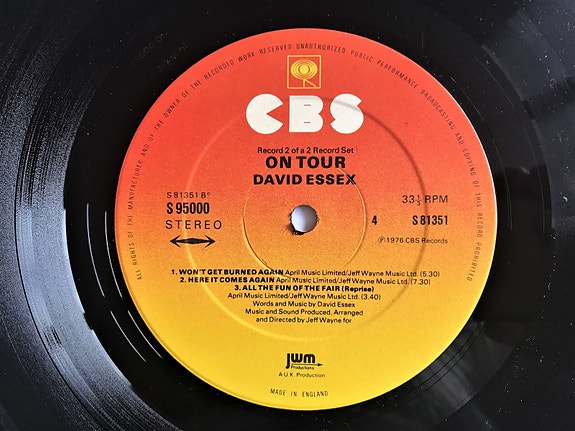 ALL RIGHTS OF THE MANUFACTURER AND OF THE OWNER OF THE RECORDED WORK RESERVED UNAUTHORIZED PUBLIC PERFORMANCE BROADCASTING AND COPYING OF THIS RECORD PROHIBITED
CBS
Record 2 of a 2 Record Set
ON TOUR
DAVID ESSEX
S 81351 B°
S 95000
STEREO
33⅓ RPM
4 S 81351
℗ 1976 CBS Records
1. WON'T GET BURNED AGAIN April Music Limited/Jeff Wayne Music Ltd. (5.30)
2. HERE IT COMES AGAIN April Music Limited/Jeff Wayne Music Ltd. (7.30)
3. ALL THE FUN OF THE FAIR (Reprise)
April Music Limited/Jeff Wayne Music Ltd. (3.40)
Words and Music by David Essex
Music and Sound Produced, Arranged
and Directed by Jeff Wayne for
jwm
Productions
A U.K. Production
MADE IN ENGLAND